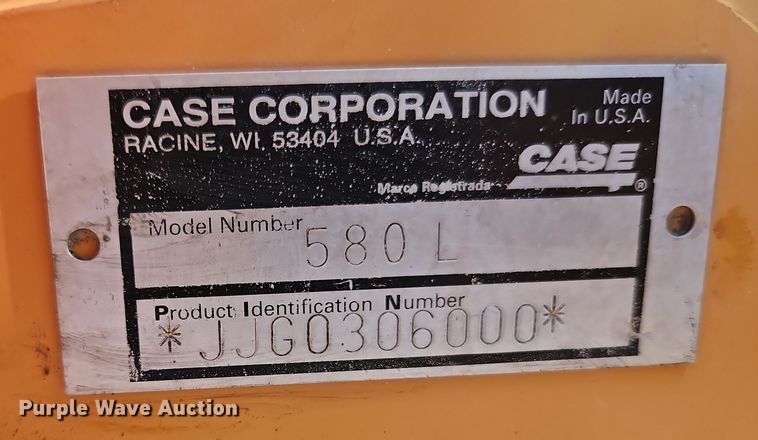 CASE CORPORATION
Made
In U.S.A.
RACINE, WI, 53404 U.S.A.
CASE
Marca Registrada
®
Model Number
580 L
Product Identification Number
*JJG0306000*
Purple Wave Auction